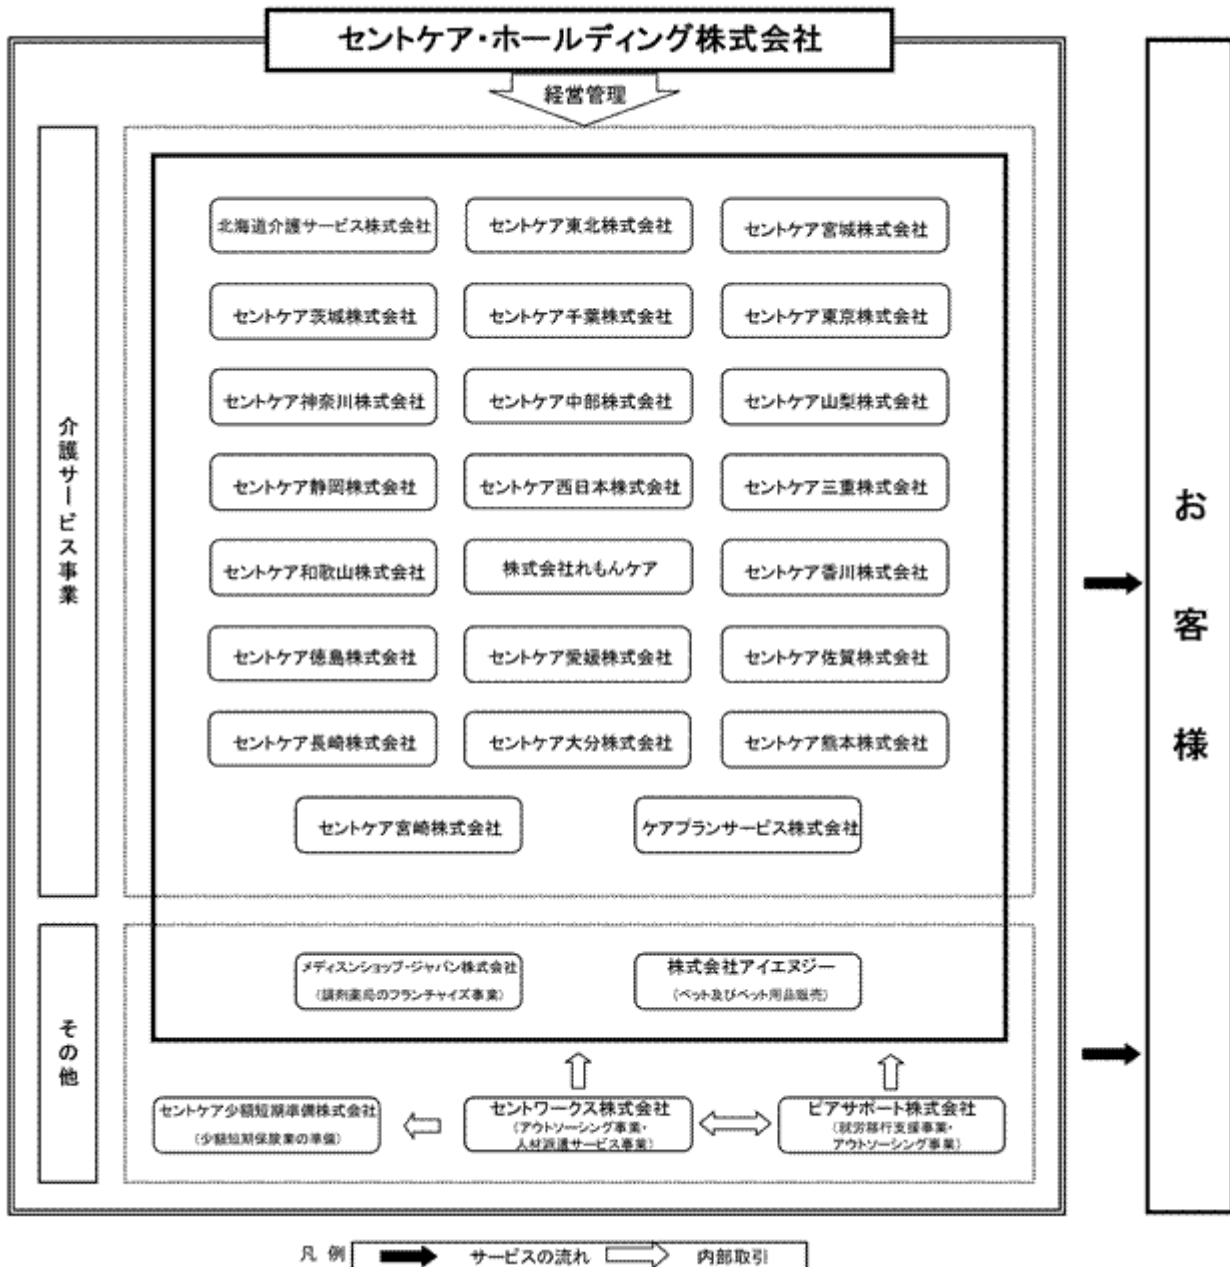 セントケア・ホールディング株式会社
経営管理
介護サービス事業
北海道介護サービス株式会社
セントケア東北株式会社
セントケア宮城株式会社
セントケア茨城株式会社
セントケア千葉株式会社
セントケア東京株式会社
セントケア神奈川株式会社
セントケア中部株式会社
セントケア山梨株式会社
セントケア静岡株式会社
セントケア西日本株式会社
セントケア三重株式会社
セントケア和歌山株式会社
株式会社れもんケア
セントケア香川株式会社
セントケア徳島株式会社
セントケア愛媛株式会社
セントケア佐賀株式会社
セントケア長崎株式会社
セントケア大分株式会社
セントケア熊本株式会社
セントケア宮崎株式会社
ケアプランサービス株式会社
その他
メディスンショップ・ジャパン株式会社
（調剤薬局のフランチャイズ事業）
株式会社アイエヌジー
（ペット及びペット用品販売）
セントケア少額短期準備株式会社
（少額短期保険業の準備）
セントワークス株式会社
（アウトソーシング事業・
人材派遣サービス事業）
ピアサポート株式会社
（就労移行支援事業・
アウトソーシング事業）
お客様
凡例
サービスの流れ
内部取引